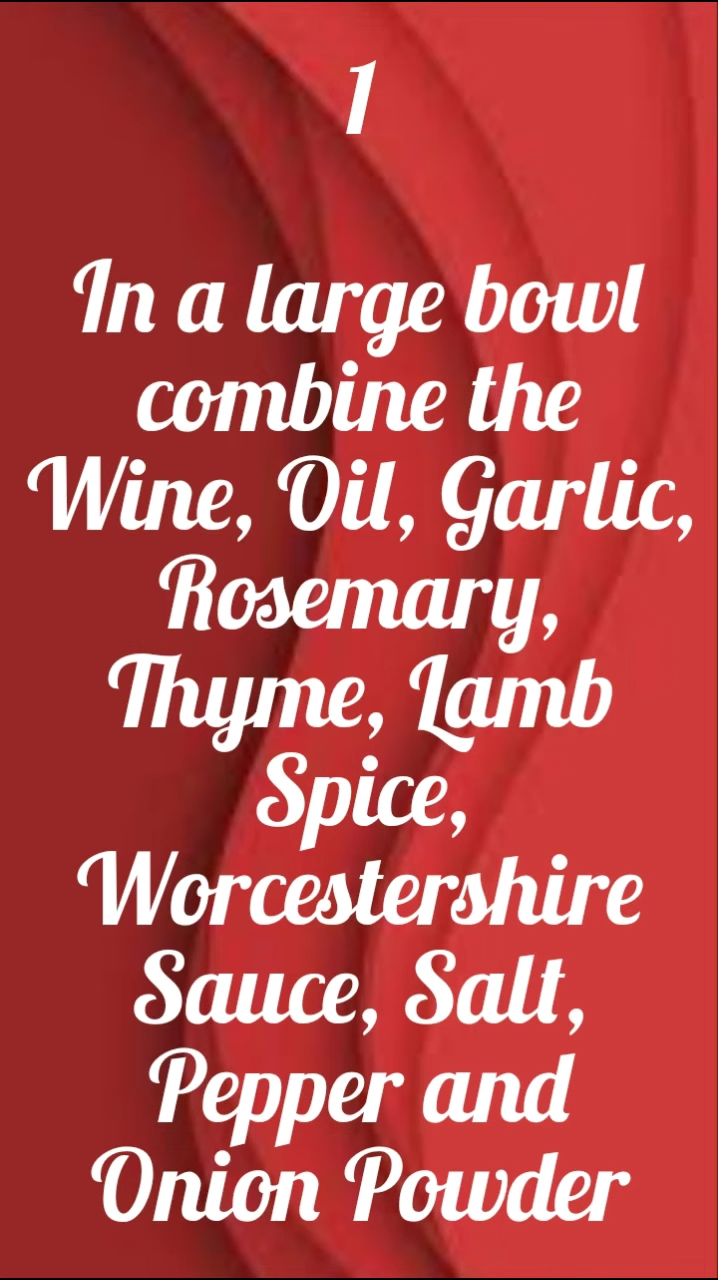 1
In a large bowl
combine the
Wine, Oil, Garlic,
Rosemary,
Thyme, Lamb
Spice,
Worcestershire
Sauce, Salt,
Pepper and
Onion Powder